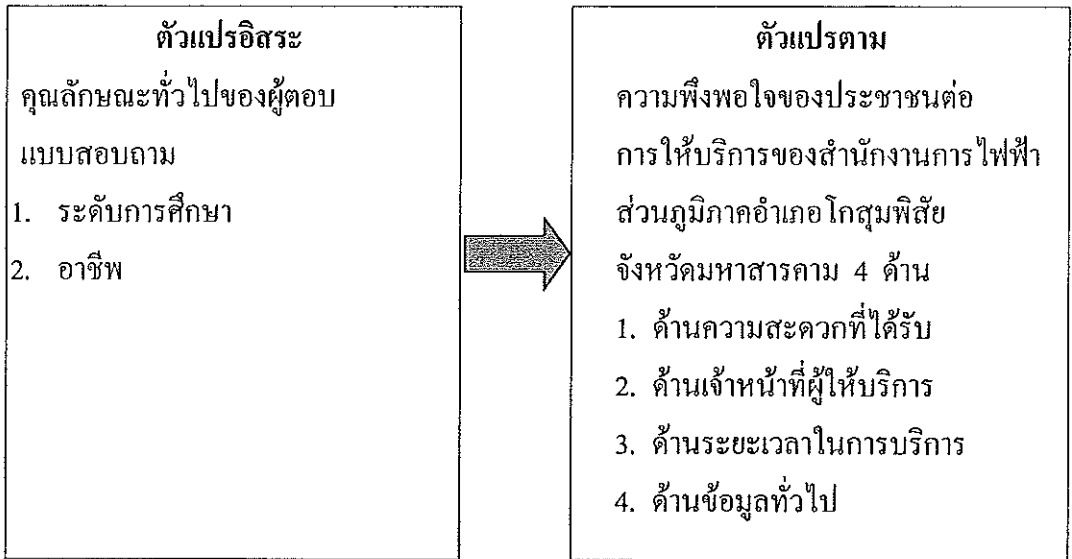 ตัวแปรอิสระ
คุณลักษณะทั่วไปของผู้ตอบ
แบบสอบถาม
1. ระดับการศึกษา
2. อาชีพ
ตัวแปรตาม
ความพึงพอใจของประชาชนต่อ
การให้บริการของสำนักงานการไฟฟ้า
ส่วนภูมิภาคอำเภอโกสุมพิสัย
จังหวัดมหาสารคาม 4 ด้าน
1. ด้านความสะดวกที่ได้รับ
2. ด้านเจ้าหน้าที่ผู้ให้บริการ
3. ด้านระยะเวลาในการบริการ
4. ด้านข้อมูลทั่วไป